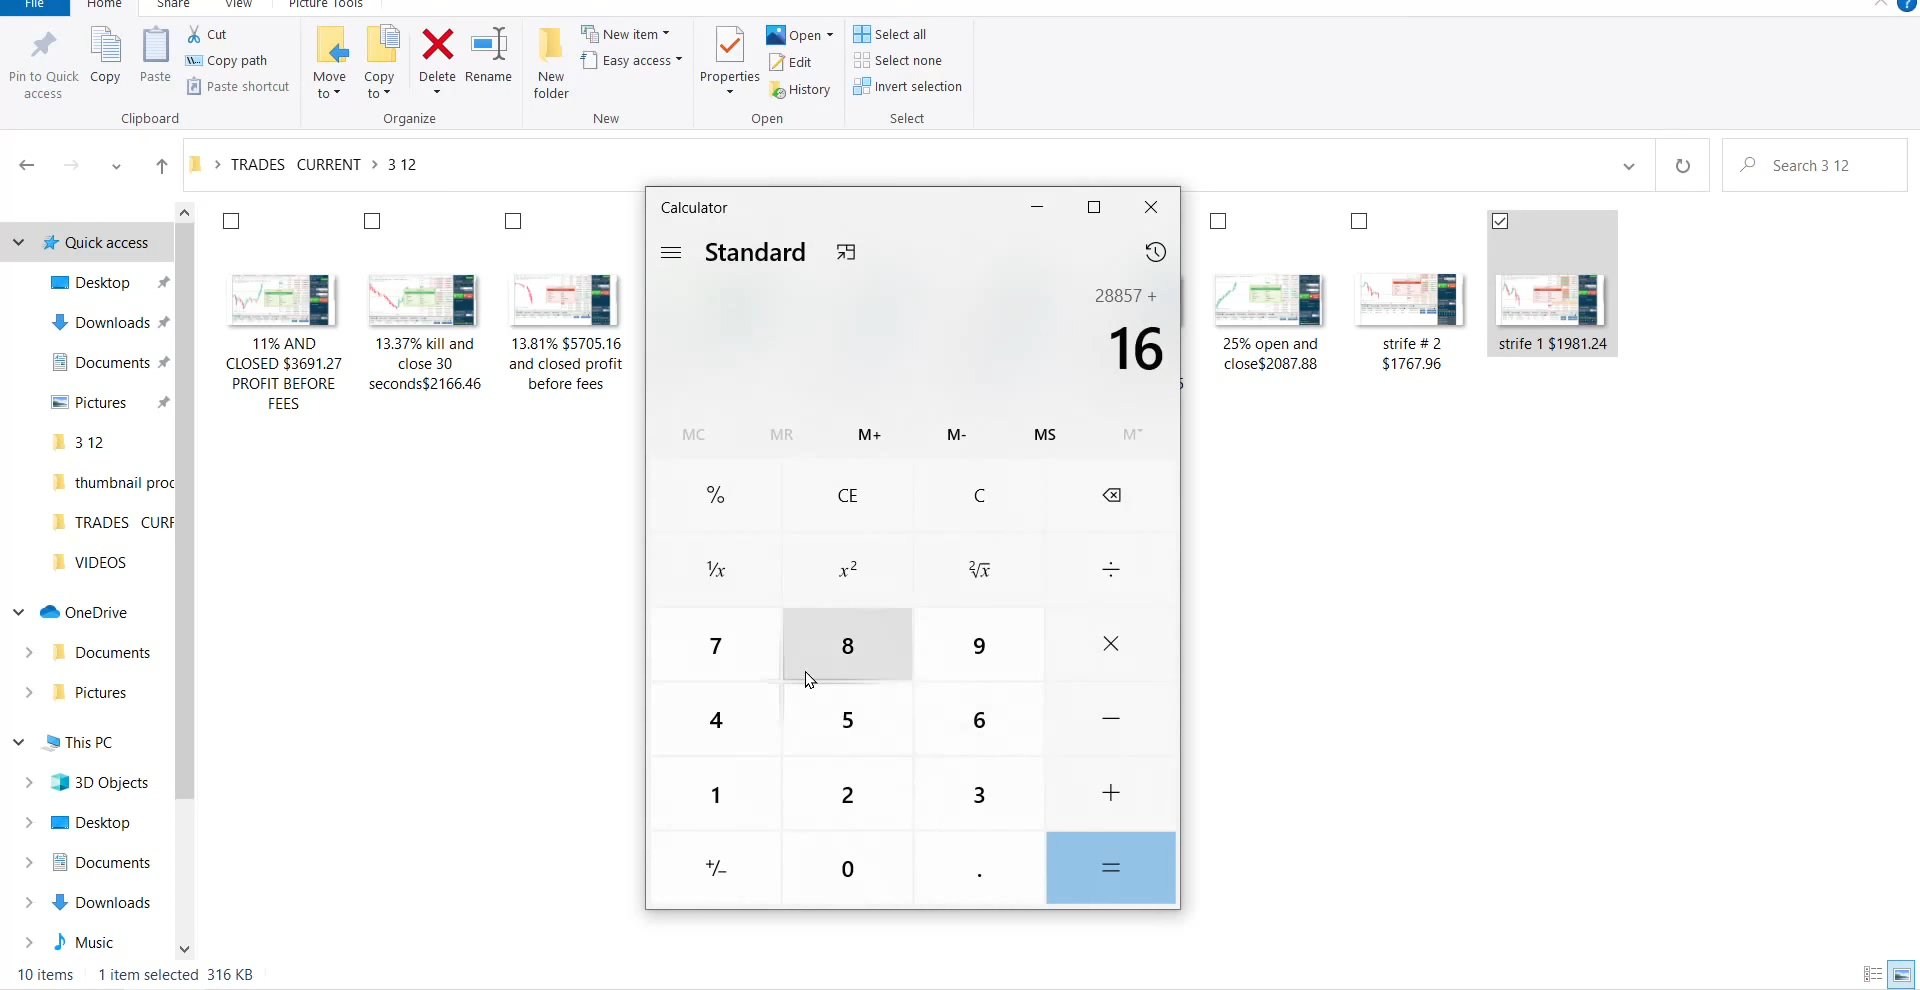 File
Home
Share
View
Picture Tools
Pin to Quick
access
Copy
Paste
Cut
Copy path
Paste shortcut
Clipboard
Move
to
Copy
to
Delete
Rename
Organize
New
folder
New item
Easy access
New
Properties
Open
Edit
History
Open
Select all
Select none
Invert selection
Select
TRADES CURRENT > 3 12
Search 3 12
Quick access
Desktop
Downloads
Documents
Pictures
3 12
thumbnail proc
TRADES CURR
VIDEOS
OneDrive
Documents
Pictures
This PC
3D Objects
Desktop
Documents
Downloads
Music
11% AND
CLOSED $3691.27
PROFIT BEFORE
FEES
13.37% kill and
close 30
seconds$2166.46
13.81% $5705.16
and closed profit
before fees
25% open and
close$2087.88
strife # 2
$1767.96
strife 1 $1981.24
Calculator
Standard
28857 +
16
MC MR M+ M- MS M˅
% CE C
¹/x x² ²√x ÷
7 8 9 ×
4 5 6 −
1 2 3 +
+/− 0 . =
10 items
1 item selected 316 KB